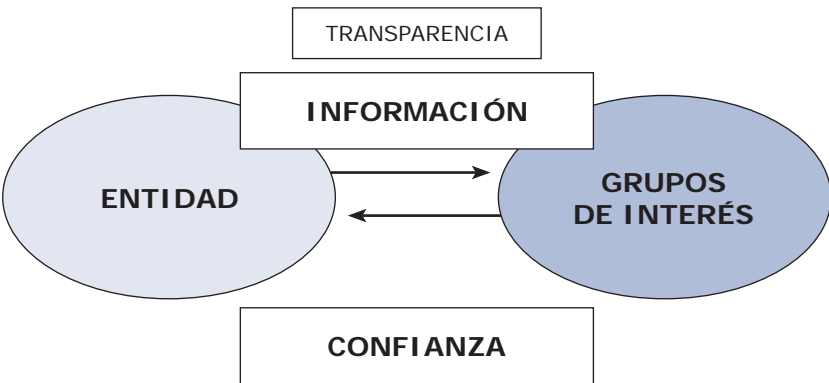 TRANSPARENCIA
INFORMACIÓN
ENTIDAD
GRUPOS
DE INTERÉS
CONFIANZA